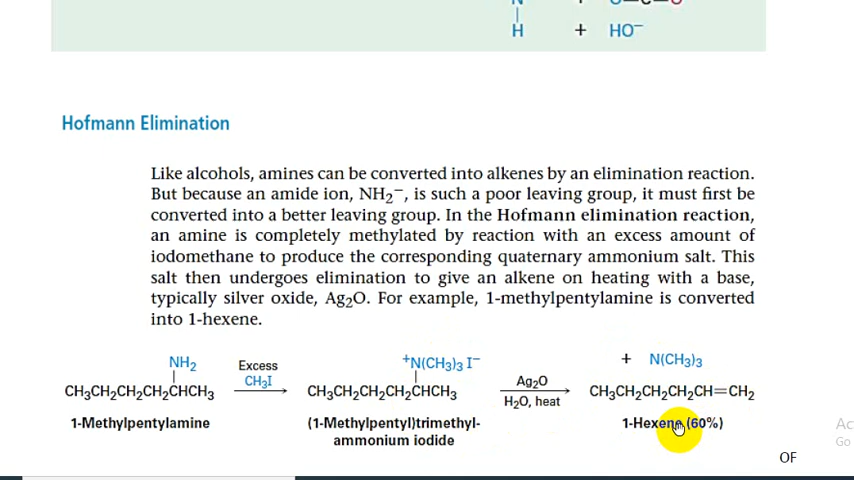 N + O=C=O
H + HO⁻
Hofmann Elimination
Like alcohols, amines can be converted into alkenes by an elimination reaction.
But because an amide ion, NH₂⁻, is such a poor leaving group, it must first be
converted into a better leaving group. In the Hofmann elimination reaction,
an amine is completely methylated by reaction with an excess amount of
iodomethane to produce the corresponding quaternary ammonium salt. This
salt then undergoes elimination to give an alkene on heating with a base,
typically silver oxide, Ag₂O. For example, 1-methylpentylamine is converted
into 1-hexene.
NH₂
CH₃CH₂CH₂CH₂CHCH₃
1-Methylpentylamine
Excess
CH₃I
⁺N(CH₃)₃ I⁻
CH₃CH₂CH₂CH₂CHCH₃
(1-Methylpentyl)trimethyl-
ammonium iodide
Ag₂O
H₂O, heat
+ N(CH₃)₃
CH₃CH₂CH₂CH₂CH=CH₂
1-Hexene (60%)
Ac
Go
OF